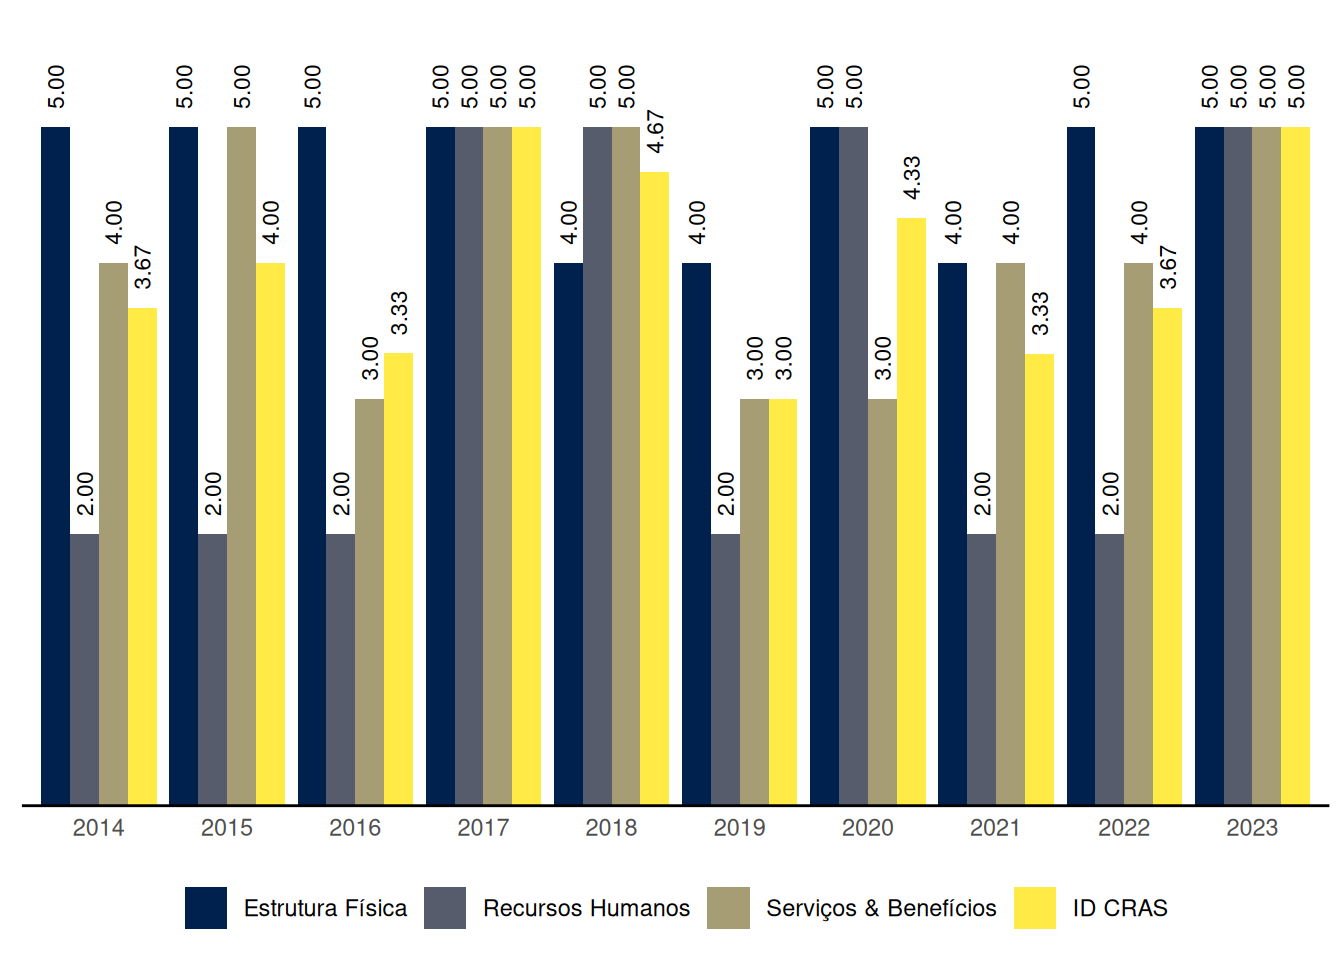 5.00 2.00 4.00 3.67
5.00 2.00 5.00 4.00
5.00 2.00 3.00 3.33
5.00 5.00 5.00 5.00
4.00 5.00 5.00 4.67
4.00 2.00 3.00 3.00
5.00 5.00 3.00 4.33
4.00 2.00 4.00 3.33
5.00 2.00 4.00 3.67
5.00 5.00 5.00 5.00
2014 2015 2016 2017 2018 2019 2020 2021 2022 2023
Estrutura Física Recursos Humanos Serviços & Benefícios ID CRAS